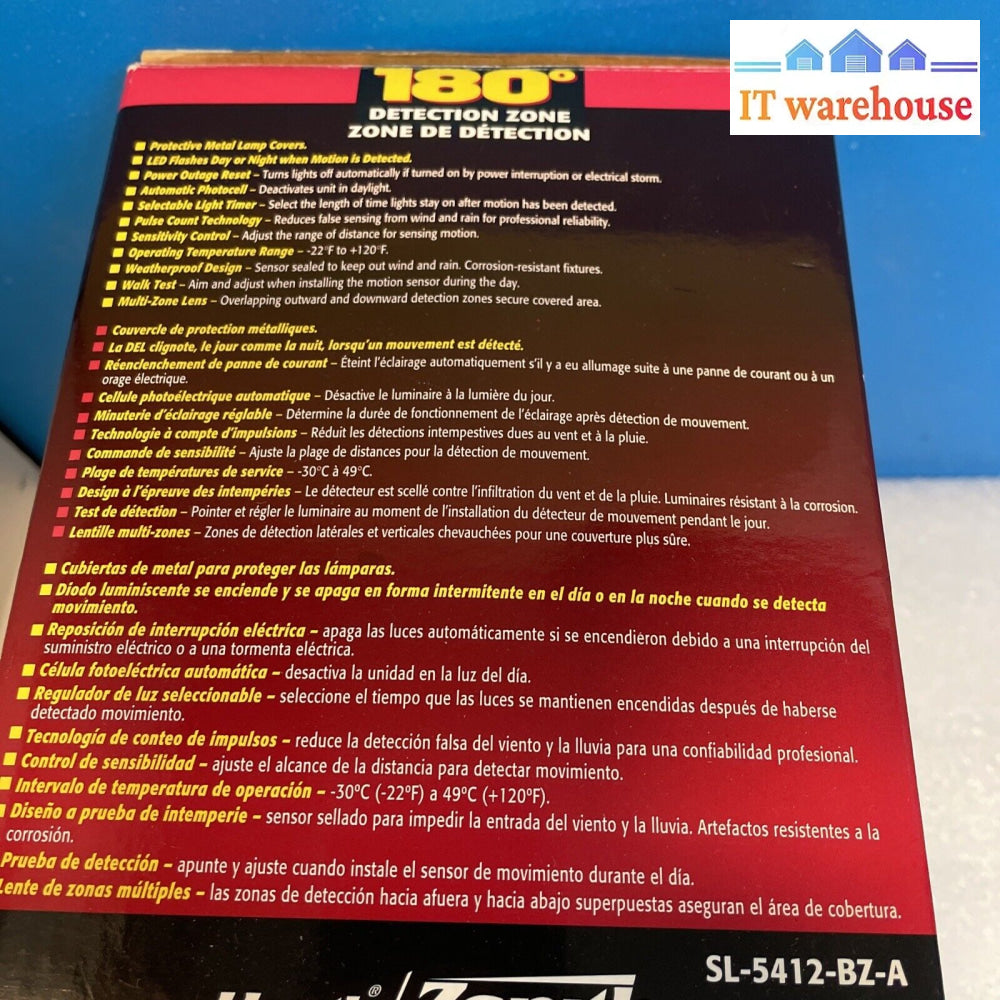 IT warehouse
180°
DETECTION ZONE
ZONE DE DÉTECTION
■ Protective Metal Lamp Covers.
■ LED Flashes Day or Night when Motion is Detected.
■ Power Outage Reset – Turns lights off automatically if turned on by power interruption or electrical storm.
■ Automatic Photocell – Deactivates unit in daylight.
■ Selectable Light Timer – Select the length of time lights stay on after motion has been detected.
■ Pulse Count Technology – Reduces false sensing from wind and rain for professional reliability.
■ Sensitivity Control – Adjust the range of distance for sensing motion.
■ Operating Temperature Range – -22°F to +120°F.
■ Weatherproof Design – Sensor sealed to keep out wind and rain. Corrosion-resistant fixtures.
■ Walk Test – Aim and adjust when installing the motion sensor during the day.
■ Multi-Zone Lens – Overlapping outward and downward detection zones secure covered area.
■ Couvercle de protection métalliques.
■ La DEL clignote, le jour comme la nuit, lorsqu'un mouvement est détecté.
■ Réenclenchement de panne de courant – Éteint l'éclairage automatiquement s'il y a eu allumage suite à une panne de courant ou à un
orage électrique.
■ Cellule photoélectrique automatique – Désactive le luminaire à la lumière du jour.
■ Minuterie d'éclairage réglable – Détermine la durée de fonctionnement de l'éclairage après détection de mouvement.
■ Technologie à compte d'impulsions – Réduit les détections intempestives dues au vent et à la pluie.
■ Commande de sensibilité – Ajuste la plage de distances pour la détection de mouvement.
■ Plage de températures de service – -30°C à 49°C.
■ Design à l'épreuve des intempéries – Le détecteur est scellé contre l'infiltration du vent et de la pluie. Luminaires résistant à la corrosion.
■ Test de détection – Pointer et régler le luminaire au moment de l'installation du détecteur de mouvement pendant le jour.
■ Lentille multi-zones – Zones de détection latérales et verticales chevauchées pour une couverture plus sûre.
■ Cubiertas de metal para proteger las lámparas.
■ Diodo luminiscente se enciende y se apaga en forma intermitente en el día o en la noche cuando se detecta
movimiento.
■ Reposición de interrupción eléctrica – apaga las luces automáticamente si se encendieron debido a una interrupción del
suministro eléctrico o a una tormenta eléctrica.
■ Célula fotoeléctrica automática – desactiva la unidad en la luz del día.
■ Regulador de luz seleccionable – seleccione el tiempo que las luces se mantienen encendidas después de haberse
detectado movimiento.
■ Tecnología de conteo de impulsos – reduce la detección falsa del viento y la lluvia para una confiabilidad profesional.
■ Control de sensibilidad – ajuste el alcance de la distancia para detectar movimiento.
■ Intervalo de temperatura de operación – -30°C (-22°F) a 49°C (+120°F).
■ Diseño a prueba de intemperie – sensor sellado para impedir la entrada del viento y la lluvia. Artefactos resistentes a la
corrosión.
Prueba de detección – apunte y ajuste cuando instale el sensor de movimiento durante el día.
Lente de zonas múltiples – las zonas de detección hacia afuera y hacia abajo superpuestas aseguran el área de cobertura.
SL-5412-BZ-A